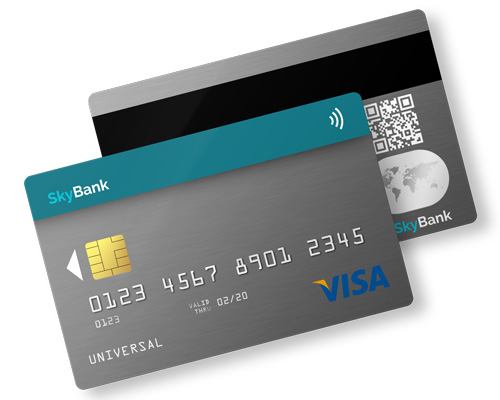 SkyBank
0123 4567 8901 2345
0123
VALID THRU 02/20
VISA
UNIVERSAL
SkyBank